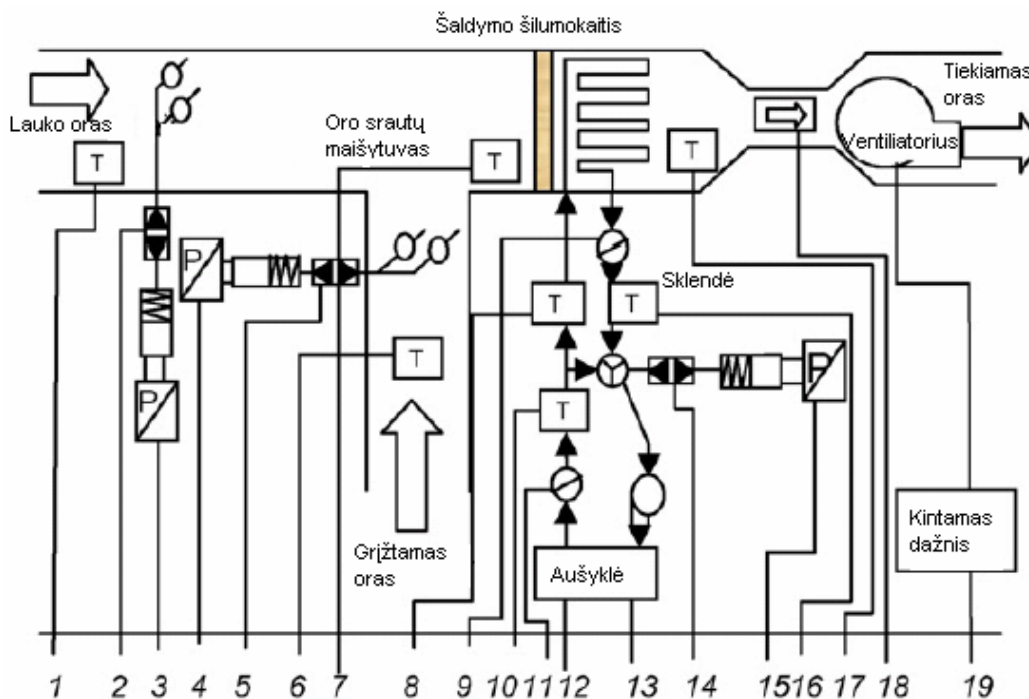 Šaldymo šilumokaitis
Tiekiamas
oras
Lauko oras
Oro srautų
maišytuvas
Ventiliatorius
T
T
T
P
Sklendė
T
T
T
P
T
P
Grįžtamas
oras
Aušyklė
Kintamas
dažnis
1 2 3 4 5 6 7 8 9 10 11 12 13 14 15 16 17 18 19